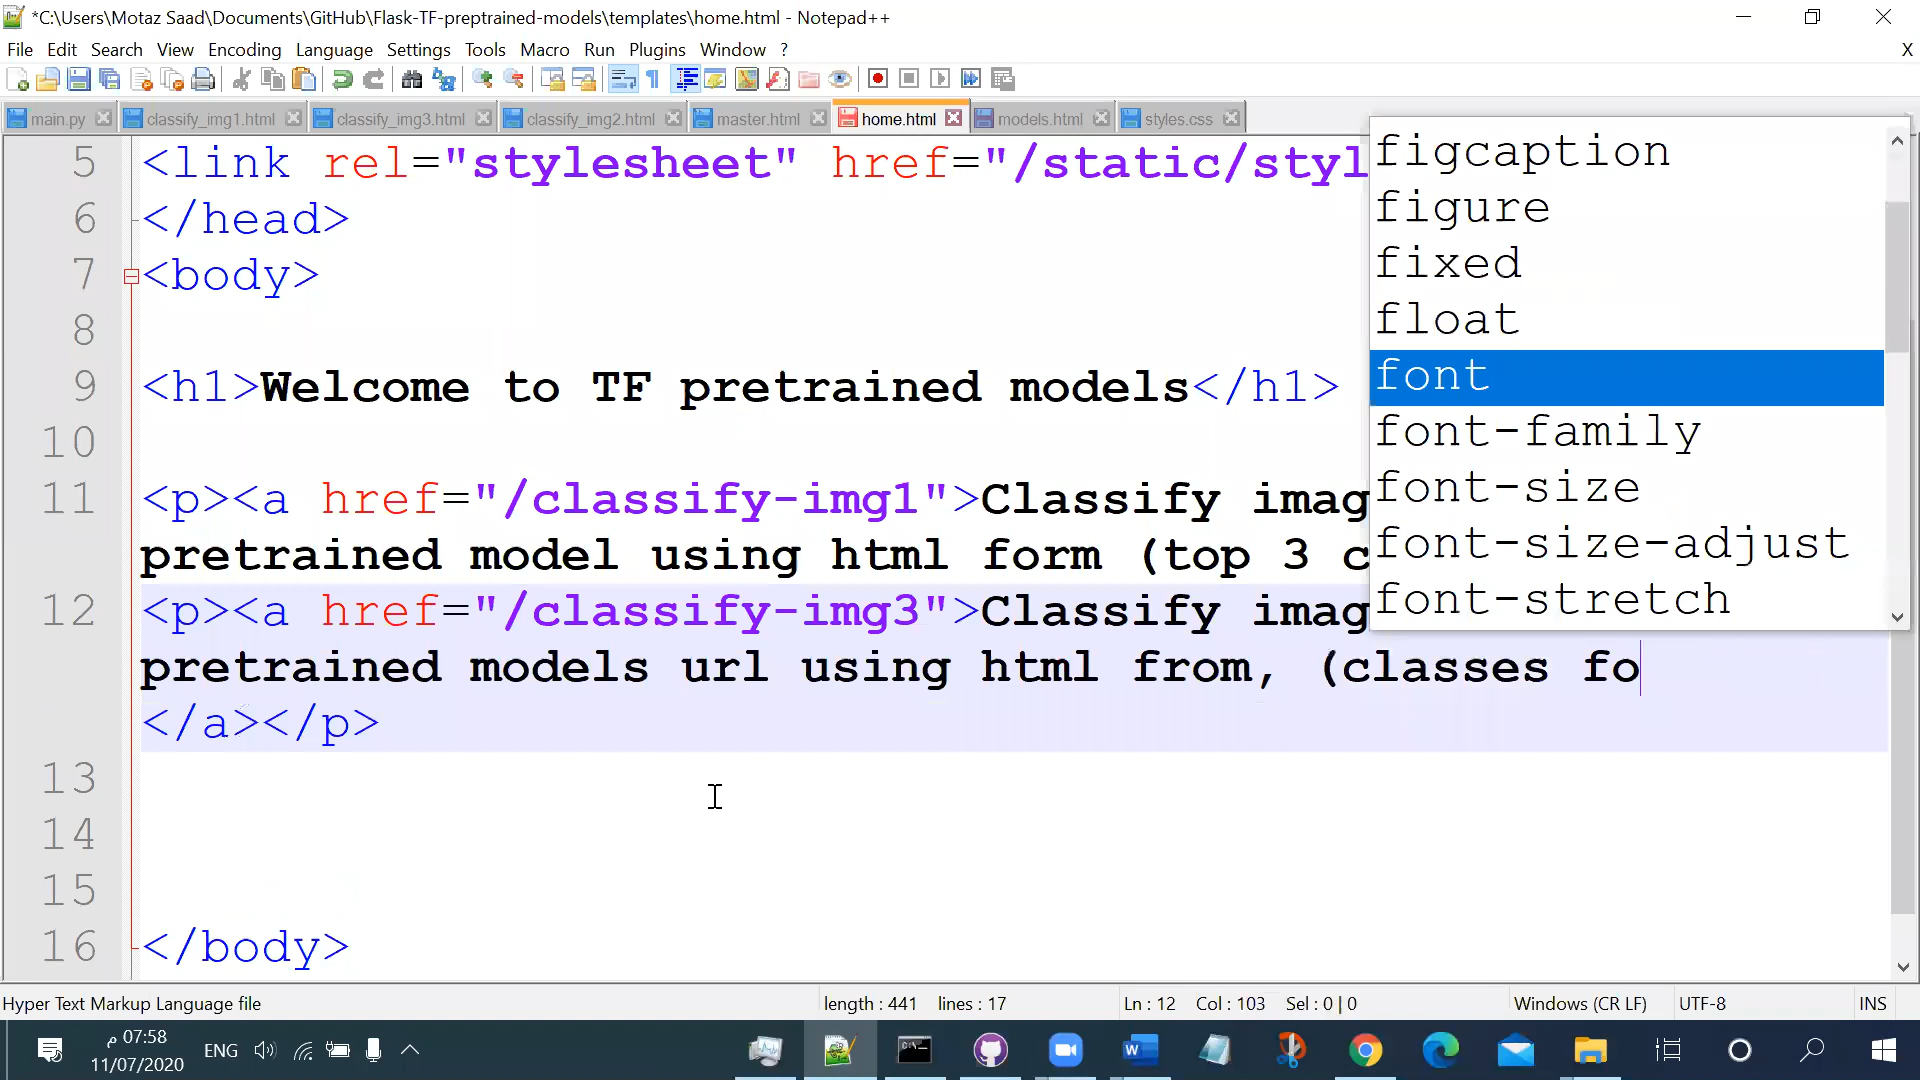 *C:\Users\Motaz Saad\Documents\GitHub\Flask-TF-preptrained-models\templates\home.html - Notepad++
File Edit Search View Encoding Language Settings Tools Macro Run Plugins Window ? X
main.py classify_img1.html classify_img3.html classify_img2.html master.html home.html models.html styles.css
5 <link rel="stylesheet" href="/static/styl
6 </head>
7 <body>
8
9 <h1>Welcome to TF pretrained models</h1>
10
11 <p><a href="/classify-img1">Classify imag
pretrained model using html form (top 3 c
12 <p><a href="/classify-img3">Classify imag
pretrained models url using html from, (classes fo
</a></p>
13
14
15
16 </body>
figcaption
figure
fixed
float
font
font-family
font-size
font-size-adjust
font-stretch
Hyper Text Markup Language file length : 441 lines : 17 Ln : 12 Col : 103 Sel : 0 | 0 Windows (CR LF) UTF-8 INS
07:58 م
11/07/2020
ENG